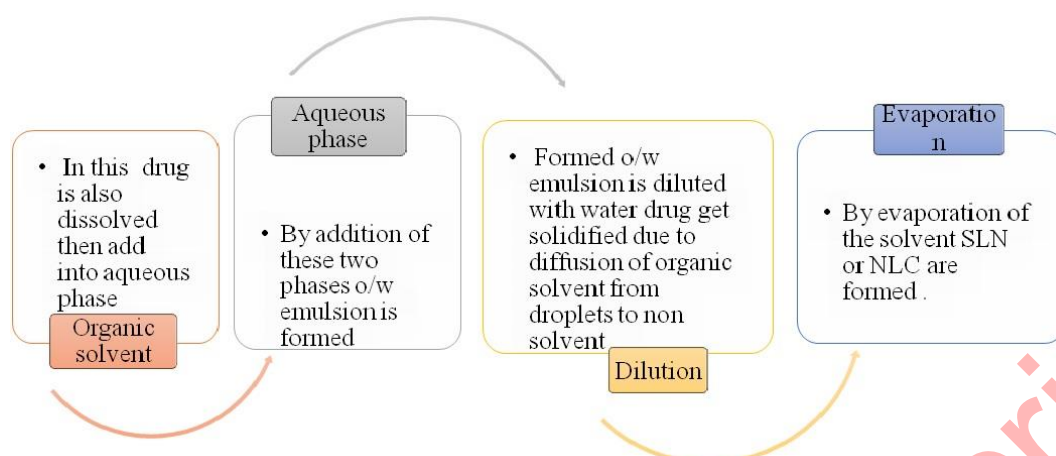 • In this drug
is also
dissolved
then add
into aqueous
phase
Organic
solvent
Aqueous
phase
• By addition of
these two
phases o/w
emulsion is
formed
• Formed o/w
emulsion is diluted
with water drug get
solidified due to
diffusion of organic
solvent from
droplets to non
solvent
Dilution
Evaporatio
n
• By evaporation of
the solvent SLN
or NLC are
formed .